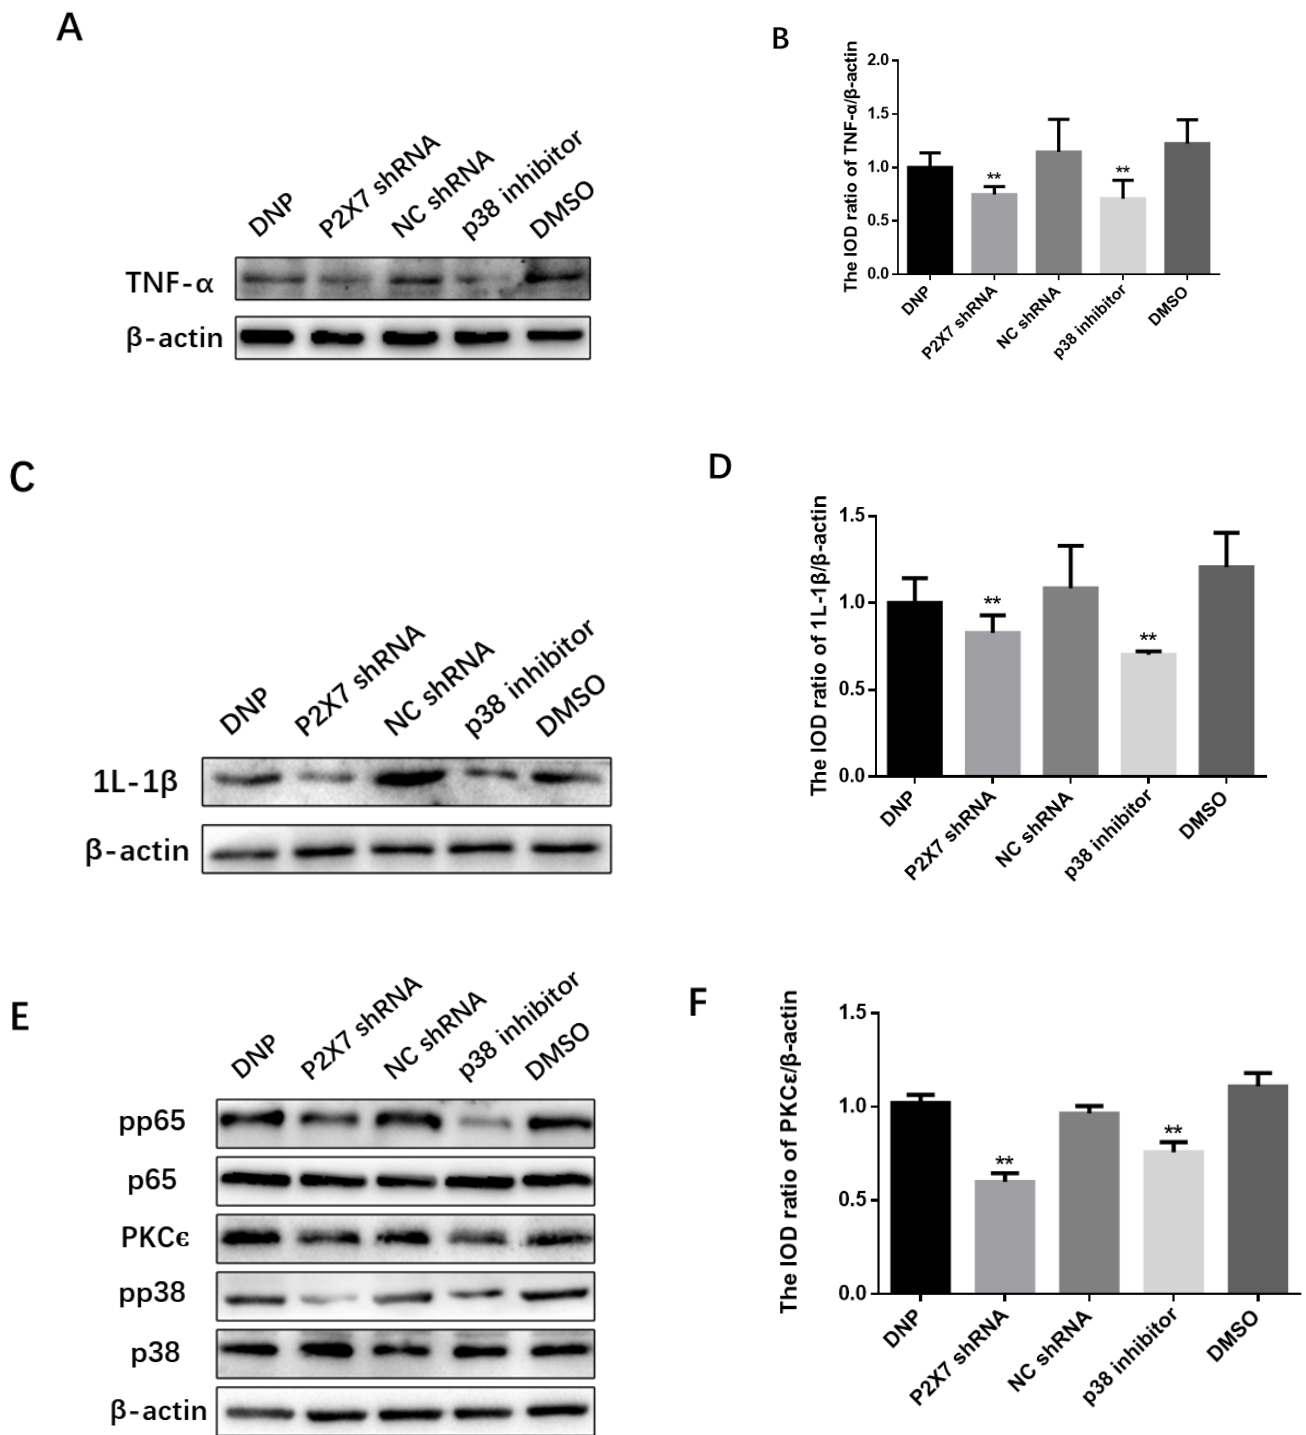 A
DNP
P2X7 shRNA
NC shRNA
p38 inhibitor
DMSO
TNF-α
β-actin
B
The IOD ratio of TNF-α/β-actin
2.0
1.5
1.0
0.5
0.0
**
**
DNP
P2X7 shRNA
NC shRNA
p38 inhibitor
DMSO
C
DNP
P2X7 shRNA
NC shRNA
p38 inhibitor
DMSO
1L-1β
β-actin
D
The IOD ratio of 1L-1β/β-actin
1.5
1.0
0.5
0.0
**
**
DNP
P2X7 shRNA
NC shRNA
p38 inhibitor
DMSO
E
DNP
P2X7 shRNA
NC shRNA
p38 inhibitor
DMSO
pp65
p65
PKCϵ
pp38
p38
β-actin
F
The IOD ratio of PKCε/β-actin
1.5
1.0
0.5
0.0
**
**
DNP
P2X7 shRNA
NC shRNA
p38 inhibitor
DMSO